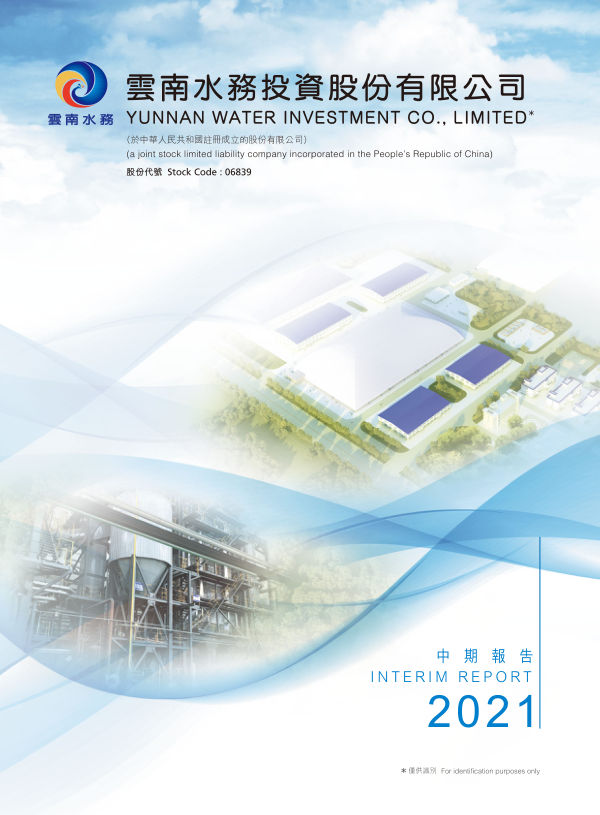 雲南水務投資股份有限公司
雲南水務
YUNNAN WATER INVESTMENT CO., LIMITED*
(於中華人民共和國註冊成立的股份有限公司)
(a joint stock limited liability company incorporated in the People's Republic of China)
股份代號 Stock Code : 06839
中期報告
INTERIM REPORT
2021
* 僅供識別 For identification purposes only